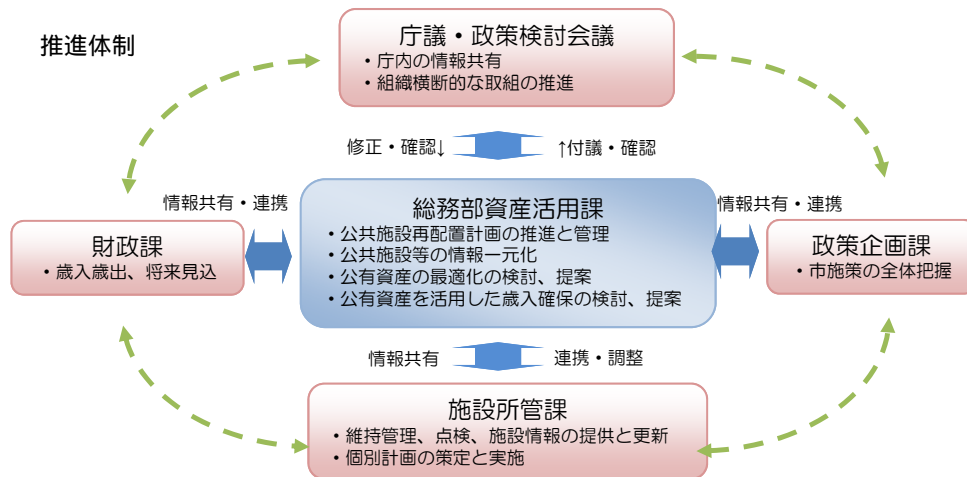 推進体制
庁議・政策検討会議
・庁内の情報共有
・組織横断的な取組の推進
修正・確認↓
↑付議・確認
情報共有・連携
総務部資産活用課
・公共施設再配置計画の推進と管理
・公共施設等の情報一元化
・公有資産の最適化の検討、提案
・公有資産を活用した歳入確保の検討、提案
情報共有・連携
財政課
・歳入歳出、将来見込
政策企画課
・市施策の全体把握
情報共有
連携・調整
施設所管課
・維持管理、点検、施設情報の提供と更新
・個別計画の策定と実施